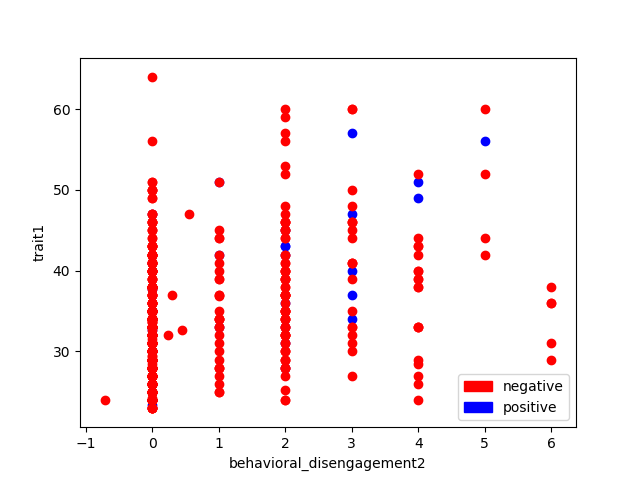 60
50
40
30
trait1
−1 0 1 2 3 4 5 6
behavioral_disengagement2
negative
positive